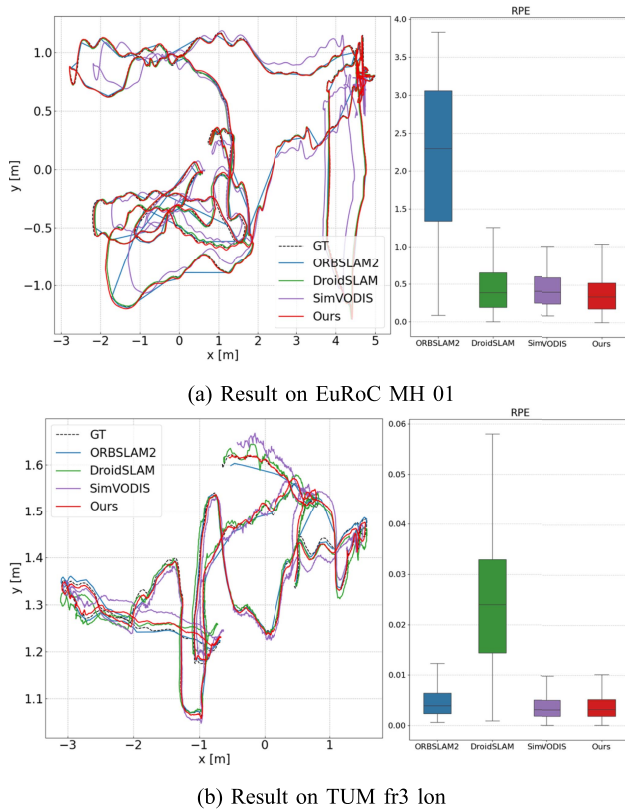 RPE
1.0
0.5
0.0
−0.5
−1.0
y [m]
−3 −2 −1 0 1 2 3 4 5
x [m]
GT
ORBSLAM2
DroidSLAM
SimVODIS
Ours
4.0
3.5
3.0
2.5
2.0
1.5
1.0
0.5
0.0
ORBSLAM2 DroidSLAM SimVODIS Ours
(a) Result on EuRoC MH 01
RPE
GT
ORBSLAM2
DroidSLAM
SimVODIS
Ours
1.6
1.5
1.4
1.3
1.2
1.1
y [m]
−3 −2 −1 0 1
x [m]
0.06
0.05
0.04
0.03
0.02
0.01
0.00
ORBSLAM2 DroidSLAM SimVODIS Ours
(b) Result on TUM fr3 lon